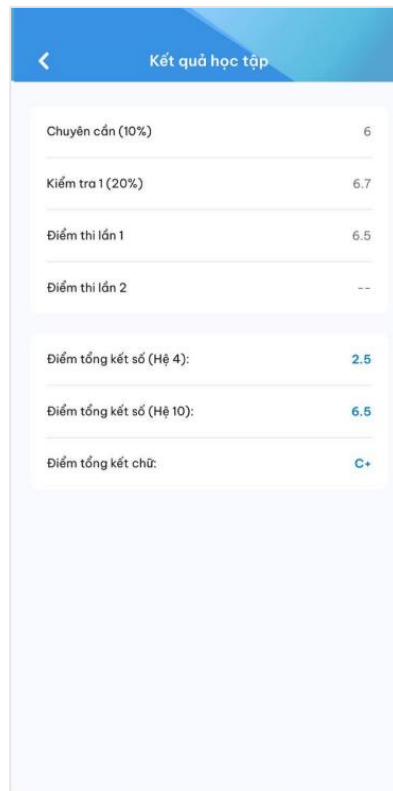 Kết quả học tập
Chuyên cần (10%) 6
Kiểm tra 1 (20%) 6.7
Điểm thi lần 1 6.5
Điểm thi lần 2 --
Điểm tổng kết số (Hệ 4): 2.5
Điểm tổng kết số (Hệ 10): 6.5
Điểm tổng kết chữ: C+